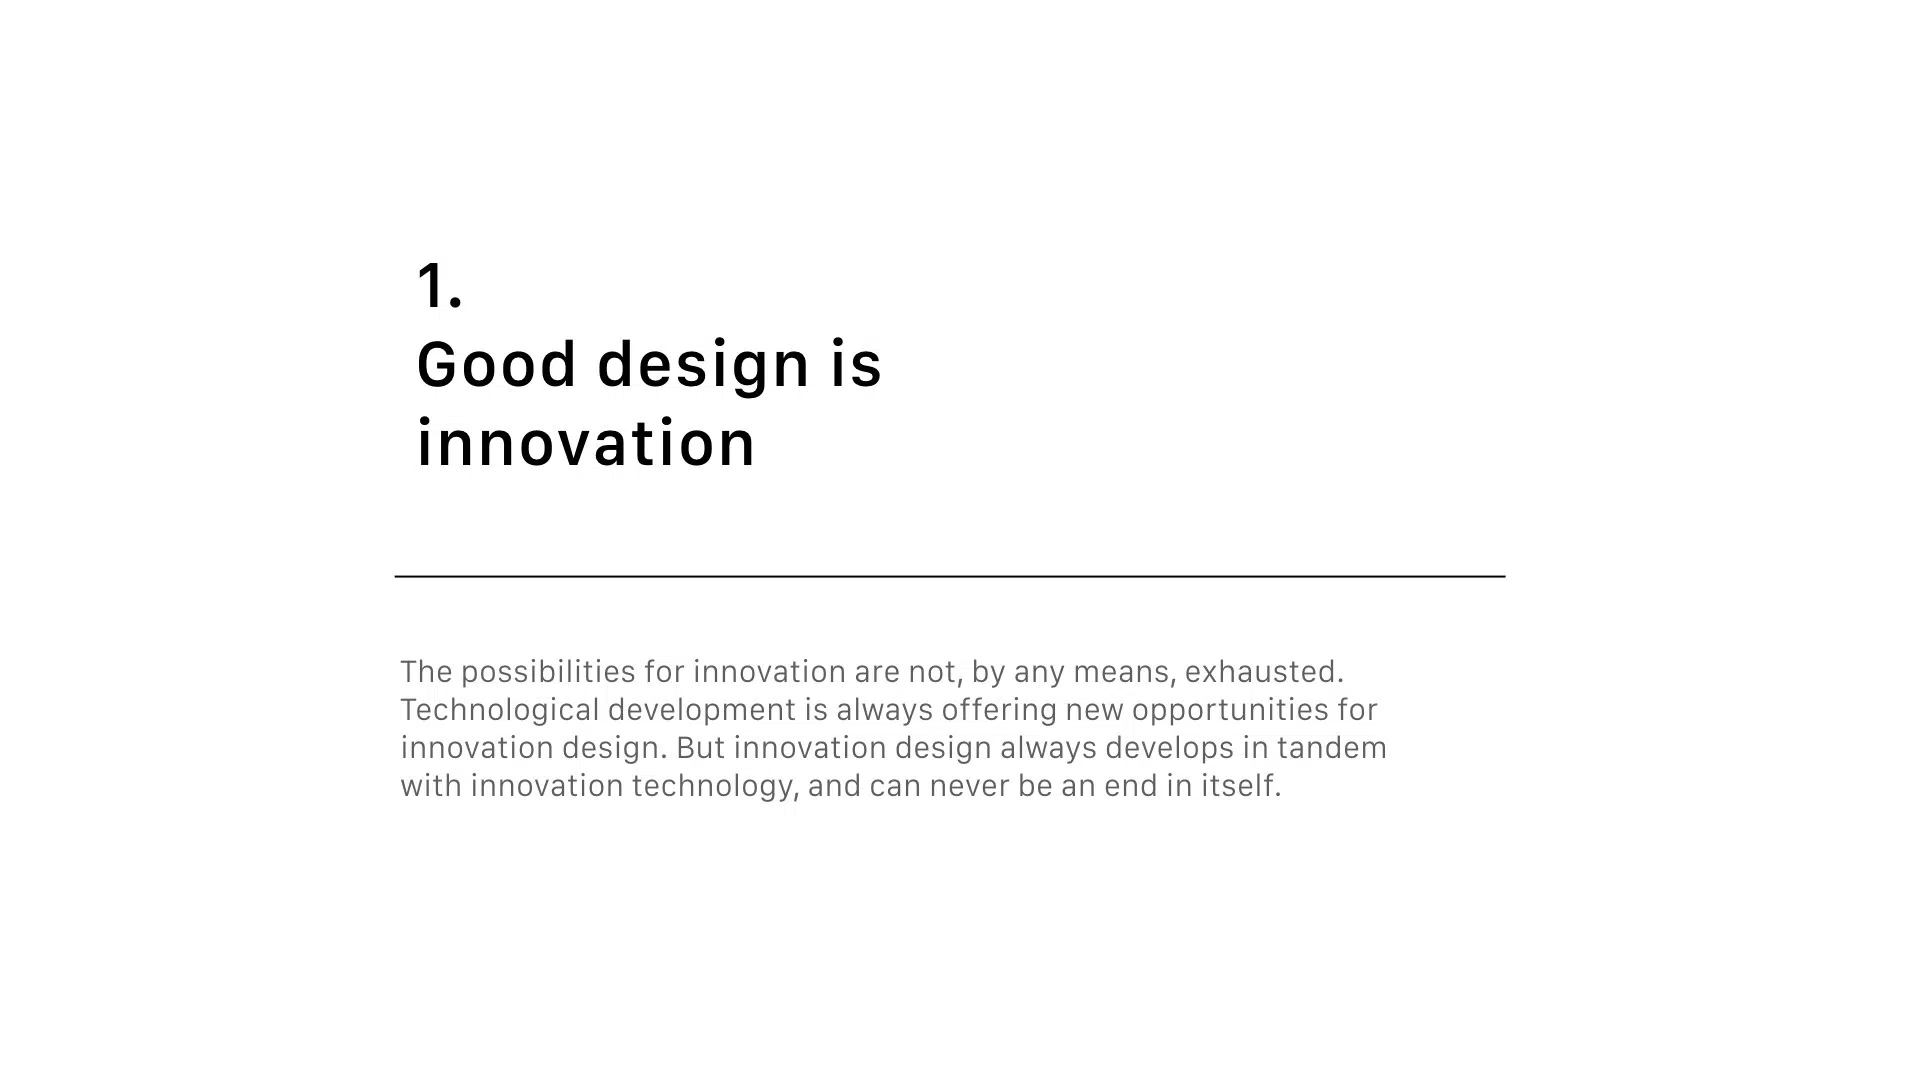 1.
Good design is
innovation
The possibilities for innovation are not, by any means, exhausted.
Technological development is always offering new opportunities for
innovation design. But innovation design always develops in tandem
with innovation technology, and can never be an end in itself.